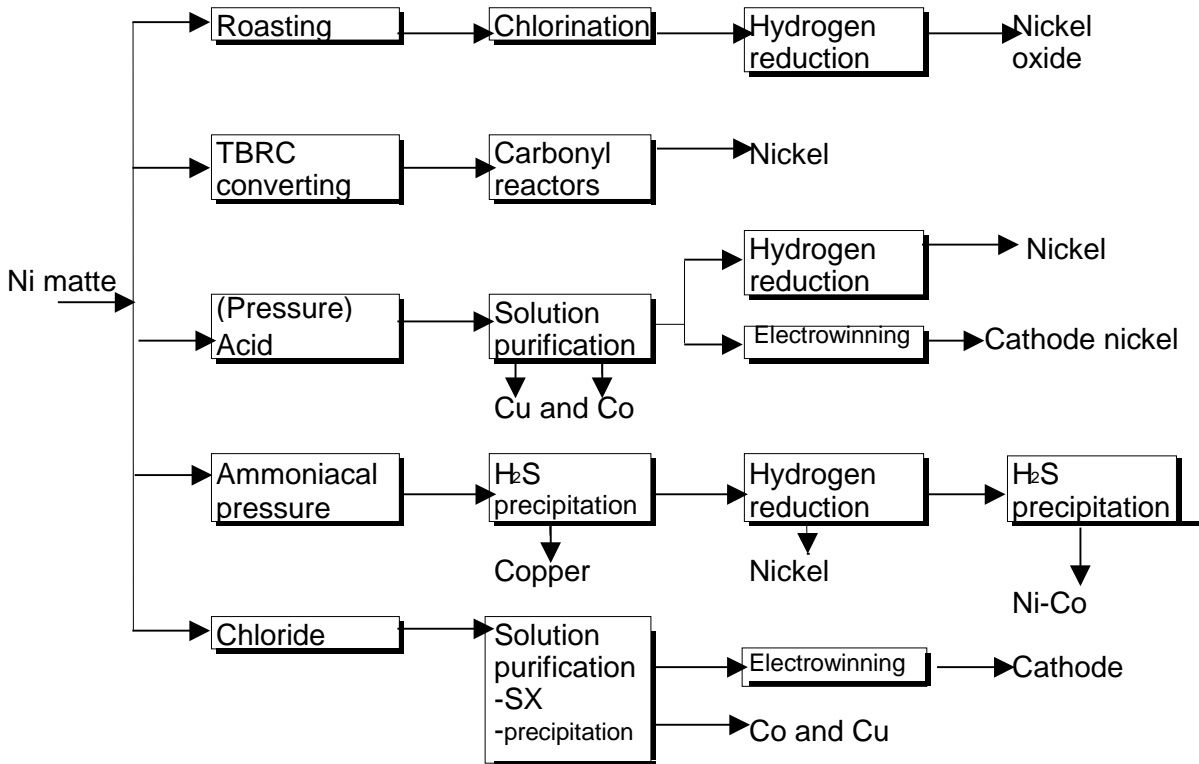 Roasting
Chlorination
Hydrogen
reduction
Nickel
oxide
TBRC
converting
Carbonyl
reactors
Nickel
Ni matte
(Pressure)
Acid
Solution
purification
Hydrogen
reduction
Nickel
Electrowinning
Cathode nickel
Cu and Co
Ammoniacal
pressure
H₂S
precipitation
Hydrogen
reduction
H₂S
precipitation
Copper
Nickel
Ni-Co
Chloride
Solution
purification
-SX
-precipitation
Electrowinning
Cathode
Co and Cu